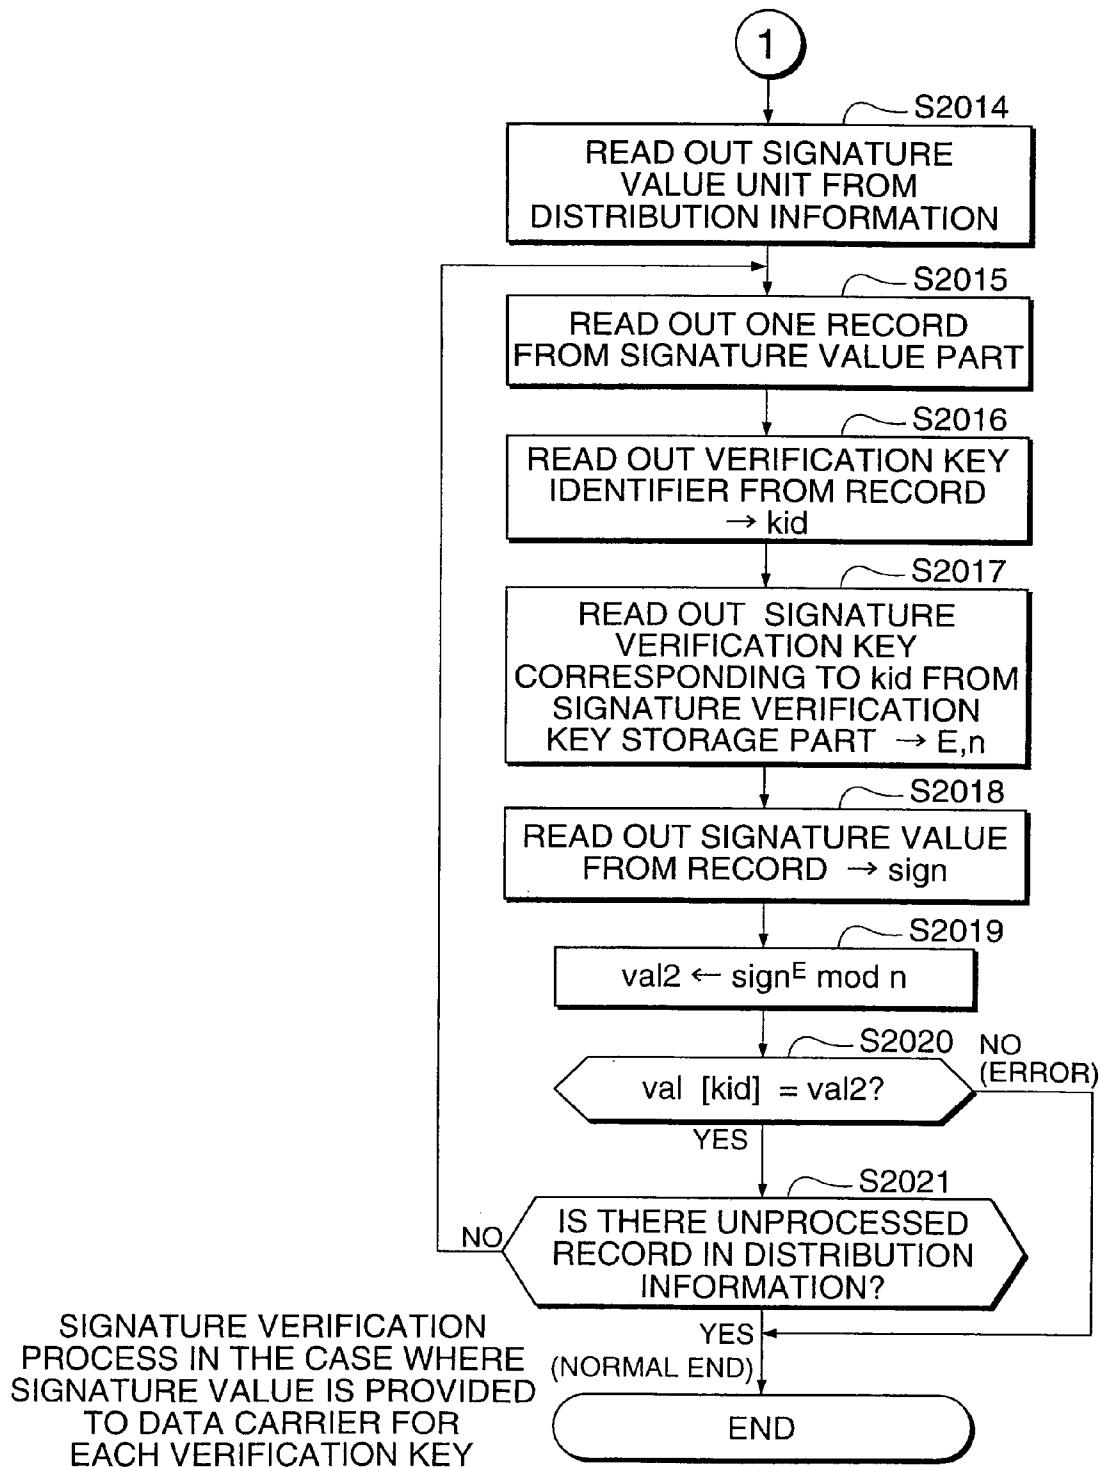 1
S2014
READ OUT SIGNATURE
VALUE UNIT FROM
DISTRIBUTION INFORMATION
S2015
READ OUT ONE RECORD
FROM SIGNATURE VALUE PART
S2016
READ OUT VERIFICATION KEY
IDENTIFIER FROM RECORD
→ kid
S2017
READ OUT SIGNATURE
VERIFICATION KEY
CORRESPONDING TO kid FROM
SIGNATURE VERIFICATION
KEY STORAGE PART → E,n
S2018
READ OUT SIGNATURE VALUE
FROM RECORD → sign
S2019
val2 ← sign^E mod n
S2020
val [kid] = val2?
NO
(ERROR)
YES
S2021
IS THERE UNPROCESSED
RECORD IN DISTRIBUTION
INFORMATION?
NO
YES
(NORMAL END)
END
SIGNATURE VERIFICATION
PROCESS IN THE CASE WHERE
SIGNATURE VALUE IS PROVIDED
TO DATA CARRIER FOR
EACH VERIFICATION KEY